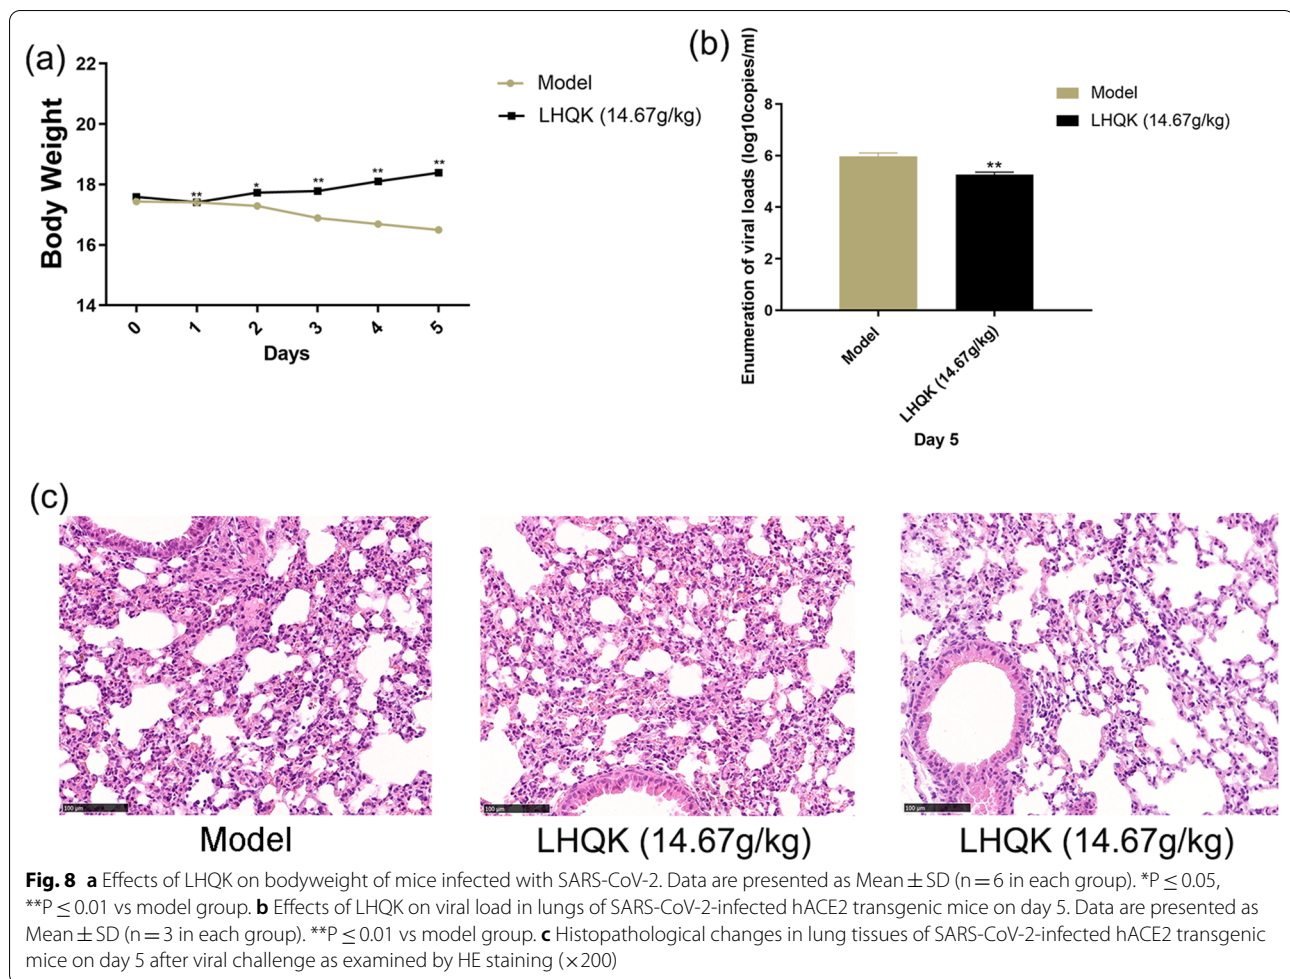 (a)
22
20
18
16
14
Body Weight
** * ** ** **
0 1 2 3 4 5
Days
Model
LHQK (14.67g/kg)
(b)
Enumeration of viral loads (log10copies/ml)
8
6
4
2
0
**
Model
LHQK (14.67g/kg)
Day 5
Model
LHQK (14.67g/kg)
(c)
100 μm
100 μm
100 μm
Model
LHQK (14.67g/kg)
LHQK (14.67g/kg)
Fig. 8 a Effects of LHQK on bodyweight of mice infected with SARS-CoV-2. Data are presented as Mean ± SD (n = 6 in each group). *P ≤ 0.05,
**P ≤ 0.01 vs model group. b Effects of LHQK on viral load in lungs of SARS-CoV-2-infected hACE2 transgenic mice on day 5. Data are presented as
Mean ± SD (n = 3 in each group). **P ≤ 0.01 vs model group. c Histopathological changes in lung tissues of SARS-CoV-2-infected hACE2 transgenic
mice on day 5 after viral challenge as examined by HE staining (×200)